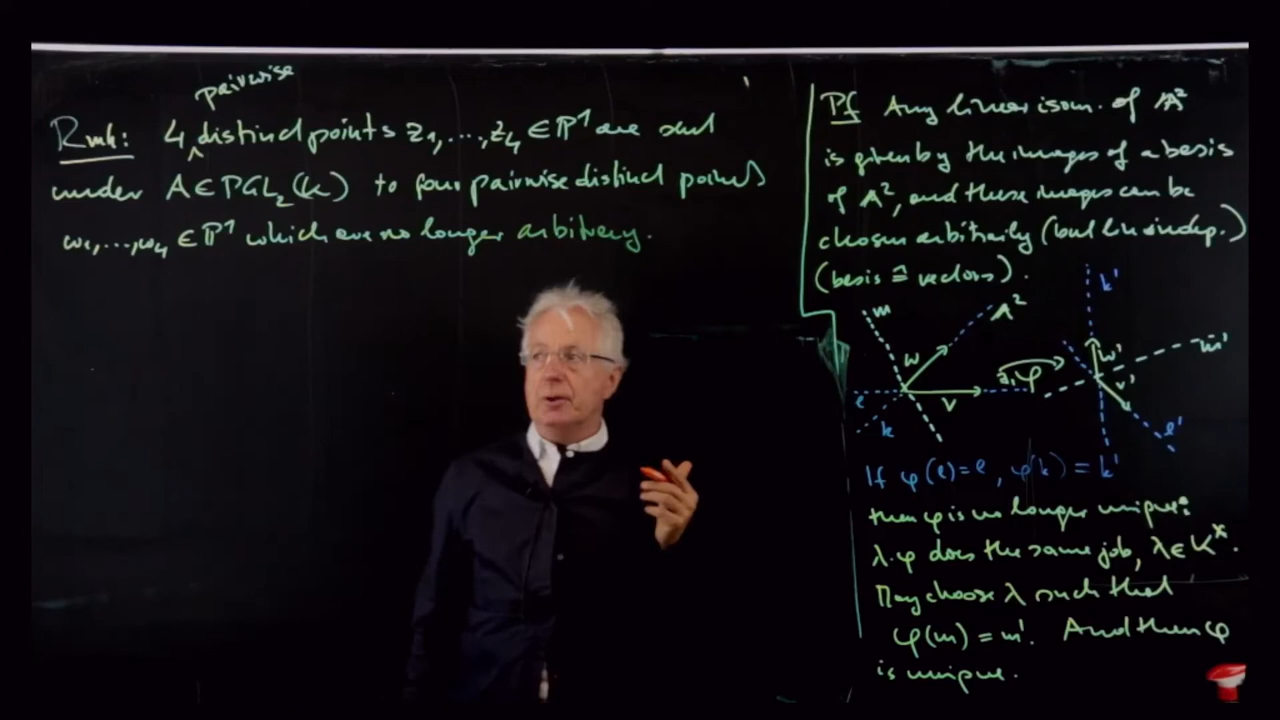 pairwise
Rmk: 4 distinct points z₁,...,z₄ ∈ ℙ¹ are sent
under A ∈ PGL₂(k) to four pairwise distinct points
w₁,...,w₄ ∈ ℙ¹ which are no longer arbitrary.
Pf Any linear isom. of 𝔸²
is given by the images of a basis
of 𝔸², and these images can be
chosen arbitrarily (but lin. indep.)
(basis ≙ vectors).
m
𝔸²
w
v
l
k
∃₁φ
k'
w'
m'
v'
l'
If φ(l) = l, φ(k) = k'
then φ is no longer unique:
λ·φ does the same job, λ ∈ K*.
May choose λ such that
φ(m) = m'. And then φ
is unique.